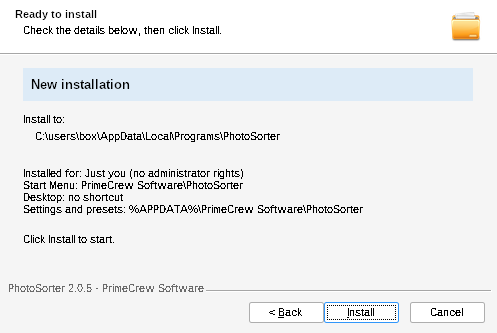 Ready to install
Check the details below, then click Install.
New installation
Install to:
C:\users\box\AppData\Local\Programs\PhotoSorter
Installed for: Just you (no administrator rights)
Start Menu: PrimeCrew Software\PhotoSorter
Desktop: no shortcut
Settings and presets: %APPDATA%\PrimeCrew Software\PhotoSorter
Click Install to start.
PhotoSorter 2.0.5 - PrimeCrew Software
< Back
Install
Cancel